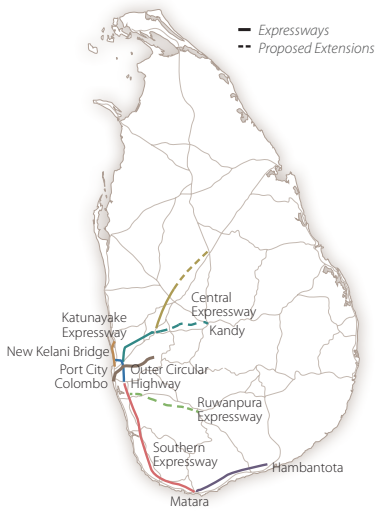 Expressways
Proposed Extensions
Central
Expressway
Katunayake
Expressway
Kandy
New Kelani Bridge
Port City
Colombo
Outer Circular
Highway
Ruwanpura
Expressway
Southern
Expressway
Hambantota
Matara